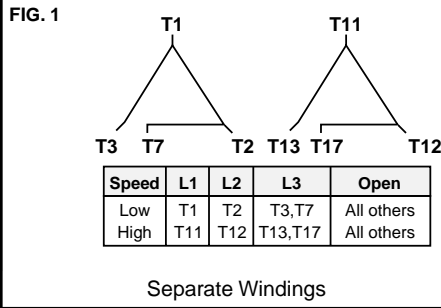 FIG. 1
T1 T11
T3 T7 T2 T13 T17 T12
Speed L1 L2 L3 Open
Low T1 T2 T3,T7 All others
High T11 T12 T13,T17 All others
Separate Windings